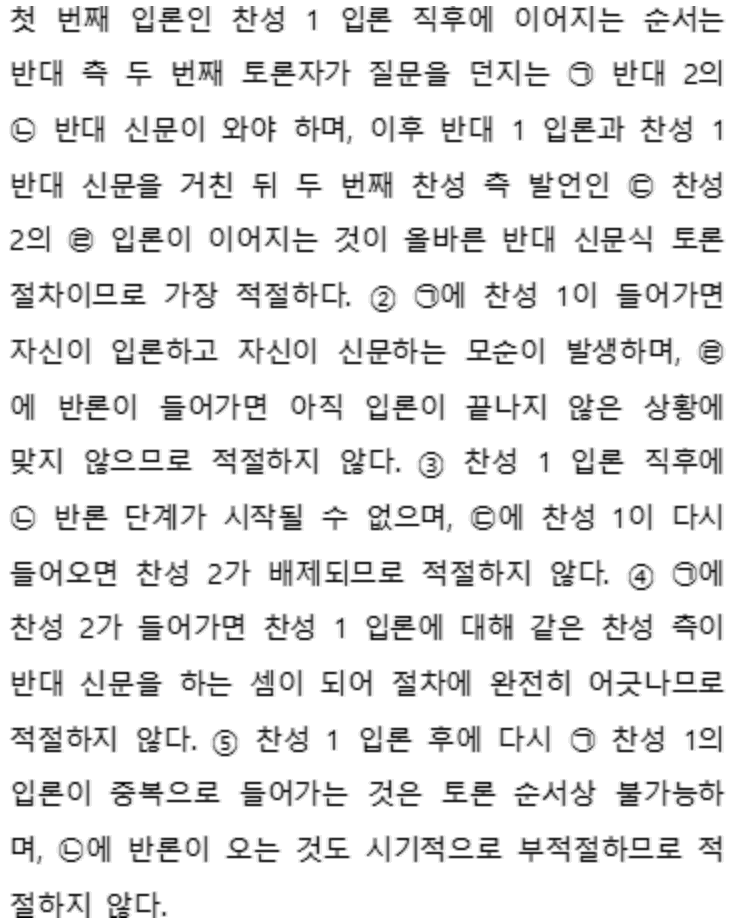 첫 번째 입론인 찬성 1 입론 직후에 이어지는 순서는
반대 측 두 번째 토론자가 질문을 던지는 ㉠ 반대 2의
㉡ 반대 신문이 와야 하며, 이후 반대 1 입론과 찬성 1
반대 신문을 거친 뒤 두 번째 찬성 측 발언인 ㉢ 찬성
2의 ㉣ 입론이 이어지는 것이 올바른 반대 신문식 토론
절차이므로 가장 적절하다. ② ㉠에 찬성 1이 들어가면
자신이 입론하고 자신이 신문하는 모순이 발생하며, ㉣
에 반론이 들어가면 아직 입론이 끝나지 않은 상황에
맞지 않으므로 적절하지 않다. ③ 찬성 1 입론 직후에
㉡ 반론 단계가 시작될 수 없으며, ㉢에 찬성 1이 다시
들어오면 찬성 2가 배제되므로 적절하지 않다. ④ ㉠에
찬성 2가 들어가면 찬성 1 입론에 대해 같은 찬성 측이
반대 신문을 하는 셈이 되어 절차에 완전히 어긋나므로
적절하지 않다. ⑤ 찬성 1 입론 후에 다시 ㉠ 찬성 1의
입론이 중복으로 들어가는 것은 토론 순서상 불가능하
며, ㉡에 반론이 오는 것도 시기적으로 부적절하므로 적
절하지 않다.